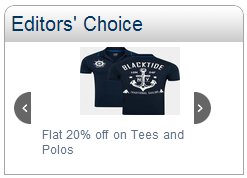 Editors' Choice
BLACKTIDE
Flat 20% off on Tees and
Polos